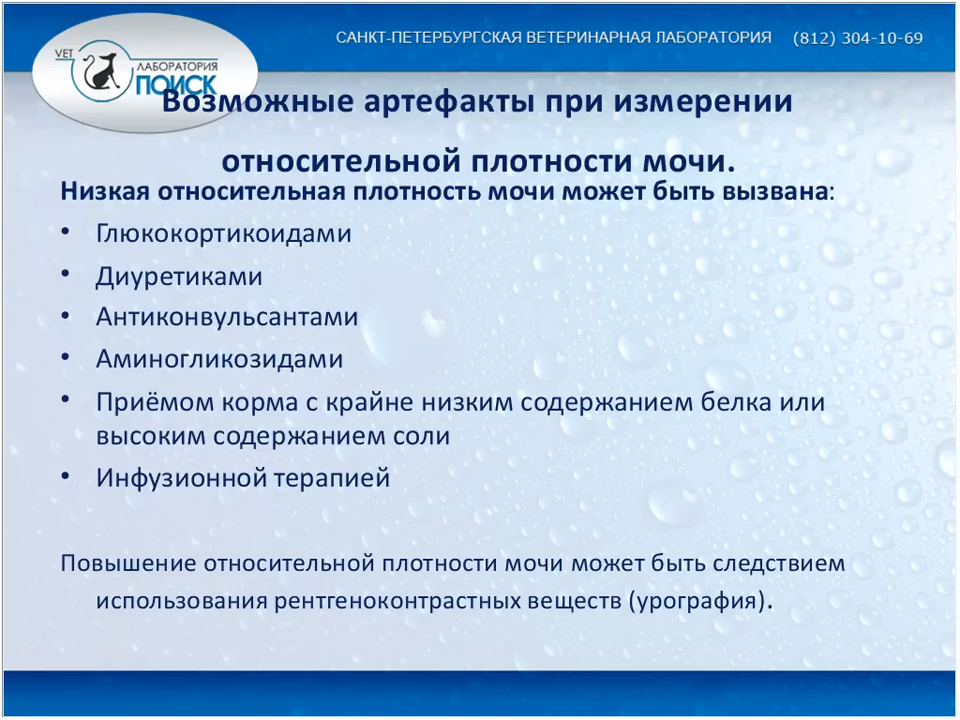 САНКТ-ПЕТЕРБУРГСКАЯ ВЕТЕРИНАРНАЯ ЛАБОРАТОРИЯ (812) 304-10-69
VET
ЛАБОРАТОРИЯ
ПОИСК
Возможные артефакты при измерении
относительной плотности мочи.
Низкая относительная плотность мочи может быть вызвана:
• Глюкокортикоидами
• Диуретиками
• Антиконвульсантами
• Аминогликозидами
• Приёмом корма с крайне низким содержанием белка или
высоким содержанием соли
• Инфузионной терапией
Повышение относительной плотности мочи может быть следствием
использования рентгеноконтрастных веществ (урография).